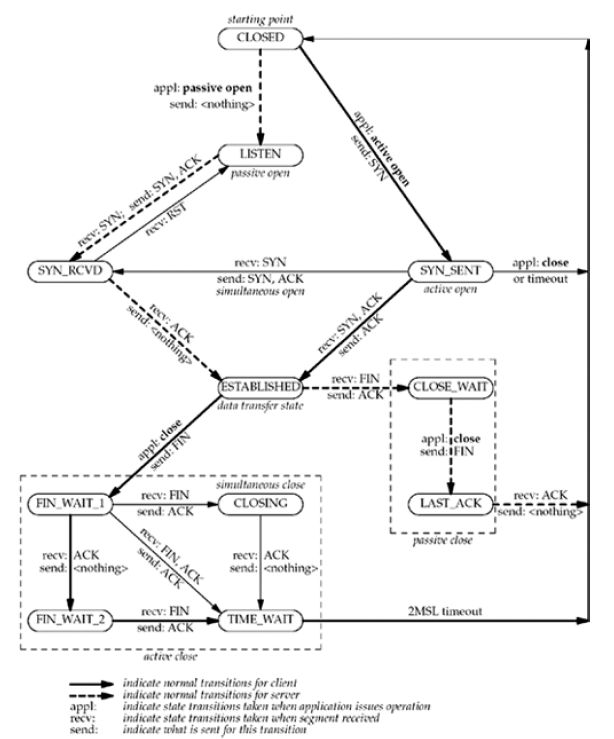 starting point
CLOSED
appl: passive open
send: <nothing>
appl: active open
send: SYN
LISTEN
passive open
recv: SYN; send: SYN, ACK
recv: RST
SYN_RCVD
recv: SYN
send: SYN, ACK
simultaneous open
SYN_SENT
active open
appl: close
or timeout
recv: ACK
send: <nothing>
recv: SYN, ACK
send: ACK
ESTABLISHED
data transfer state
recv: FIN
send: ACK
CLOSE_WAIT
appl: close
send: FIN
appl: close
send: FIN
LAST_ACK
recv: ACK
send: <nothing>
passive close
simultaneous close
FIN_WAIT_1
recv: FIN
send: ACK
CLOSING
recv: ACK
send: <nothing>
recv: FIN, ACK
send: ACK
recv: ACK
send: <nothing>
FIN_WAIT_2
recv: FIN
send: ACK
TIME_WAIT
2MSL timeout
active close
indicate normal transitions for client
indicate normal transitions for server
appl: indicate state transitions taken when application issues operation
recv: indicate state transitions taken when segment received
send: indicate what is sent for this transition